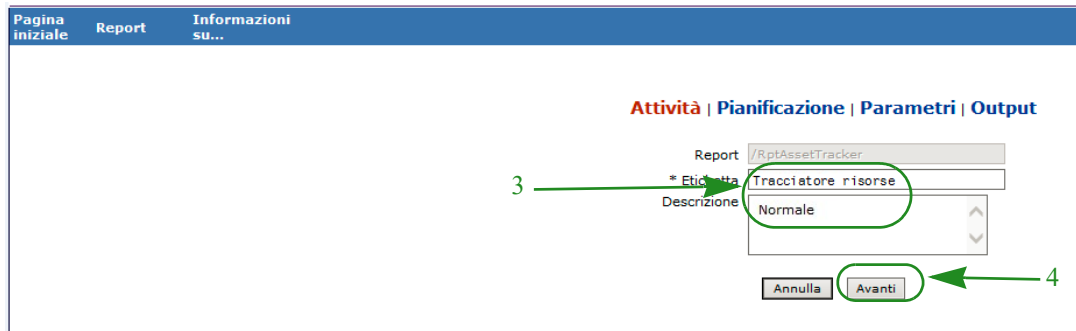 Pagina iniziale
Report
Informazioni su...
Attività | Pianificazione | Parametri | Output
Report /RptAssetTracker
3
* Etichetta Tracciatore risorse
Descrizione Normale
Annulla Avanti
4